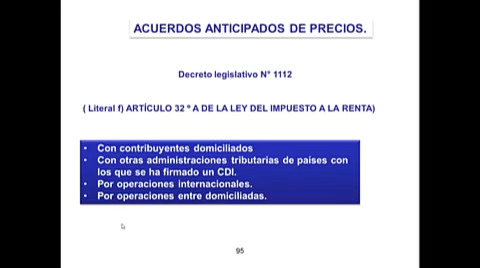 ACUERDOS ANTICIPADOS DE PRECIOS.
Decreto legislativo N° 1112
( Literal f) ARTÍCULO 32 º A DE LA LEY DEL IMPUESTO A LA RENTA)
• Con contribuyentes domiciliados
• Con otras administraciones tributarias de paises con
los que se ha firmado un CDI.
• Por operaciones internacionales.
• Por operaciones entre domiciliadas.
95